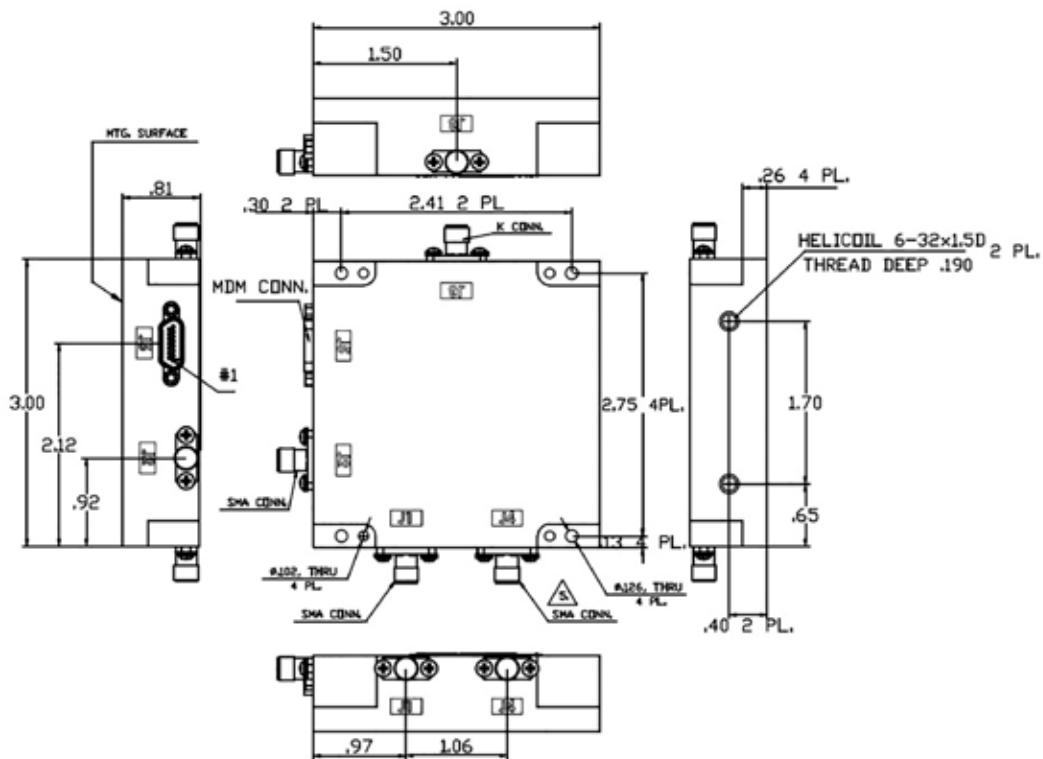 3.00
1.50
MTG. SURFACE
.81
.30 2 PL
2.41 2 PL
K CONN.
.26 4 PL.
HELICOIL 6-32x1.5D
THREAD DEEP .190
2 PL.
MDM CONN.
#1
3.00
2.12
.92
2.75 4PL.
1.70
.65
SMA CONN.
J1
J4
.13 4 PL.
ø.102, THRU
4 PL.
ø.126, THRU
4 PL.
SMA CONN.
5.
SMA CONN.
.40 2 PL.
.97
1.06